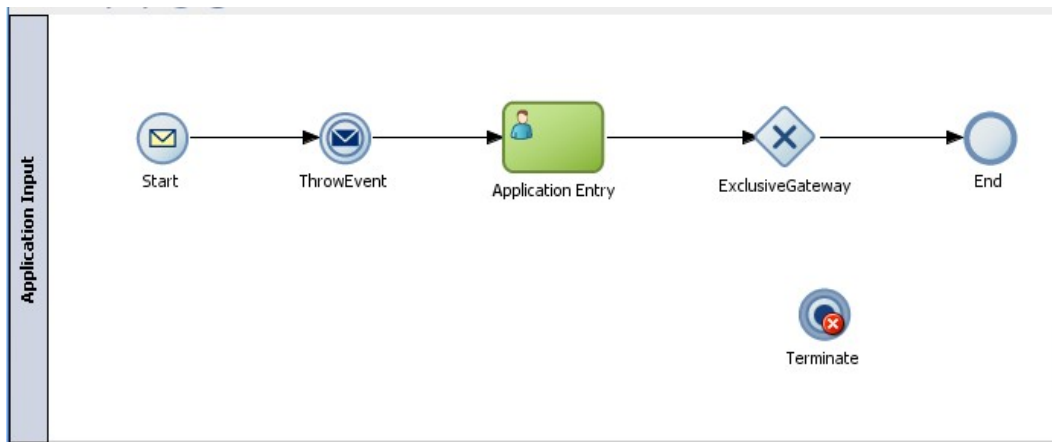 Application Input
Start
ThrowEvent
Application Entry
ExclusiveGateway
End
Terminate